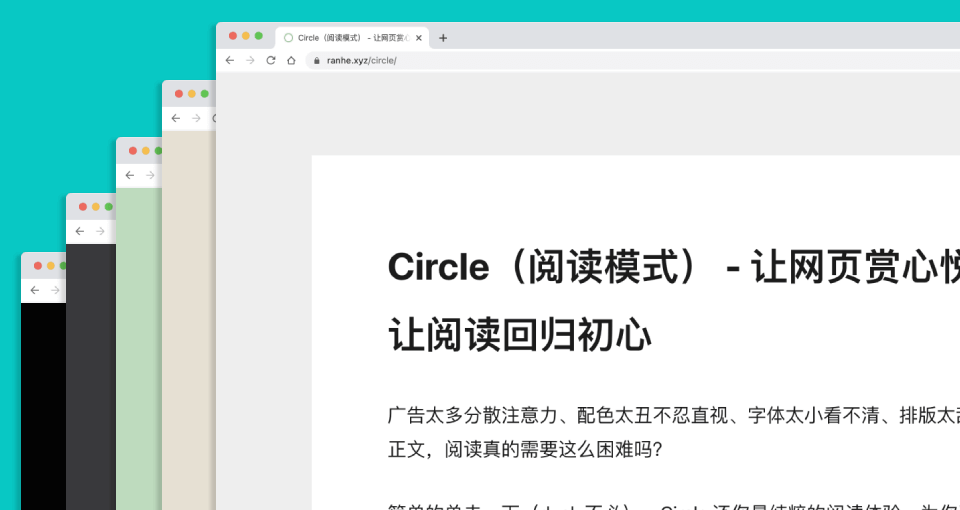 Circle（阅读模式） - 让网页赏心
ranhe.xyz/circle/
Circle（阅读模式） - 让网页赏心悦
让阅读回归初心
广告太多分散注意力、配色太丑不忍直视、字体太小看不清、排版太
正文，阅读真的需要这么困难吗？